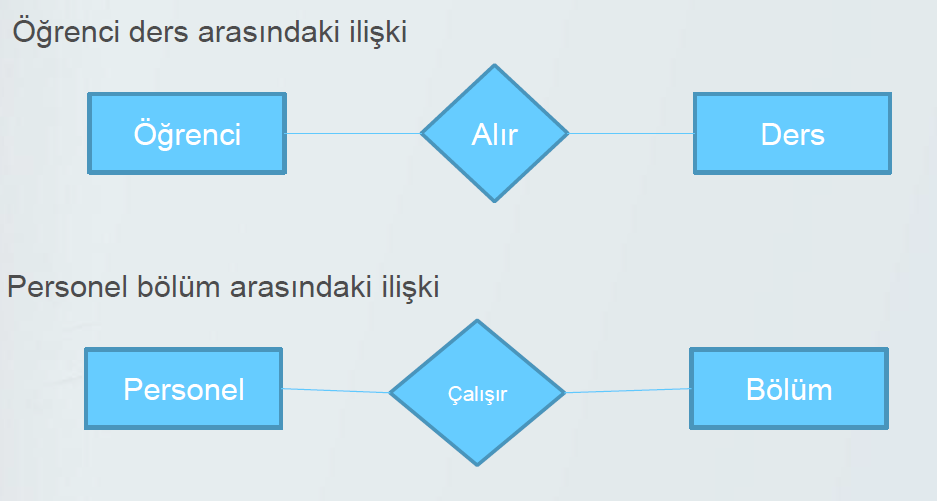 Öğrenci ders arasındaki ilişki
Öğrenci
Alır
Ders
Personel bölüm arasındaki ilişki
Personel
Çalışır
Bölüm